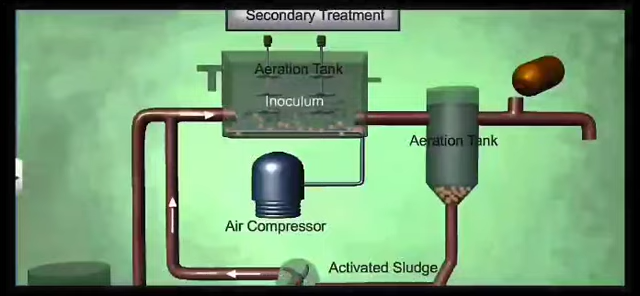 Secondary Treatment
Aeration Tank
Inoculum
Aeration Tank
Air Compressor
Activated Sludge